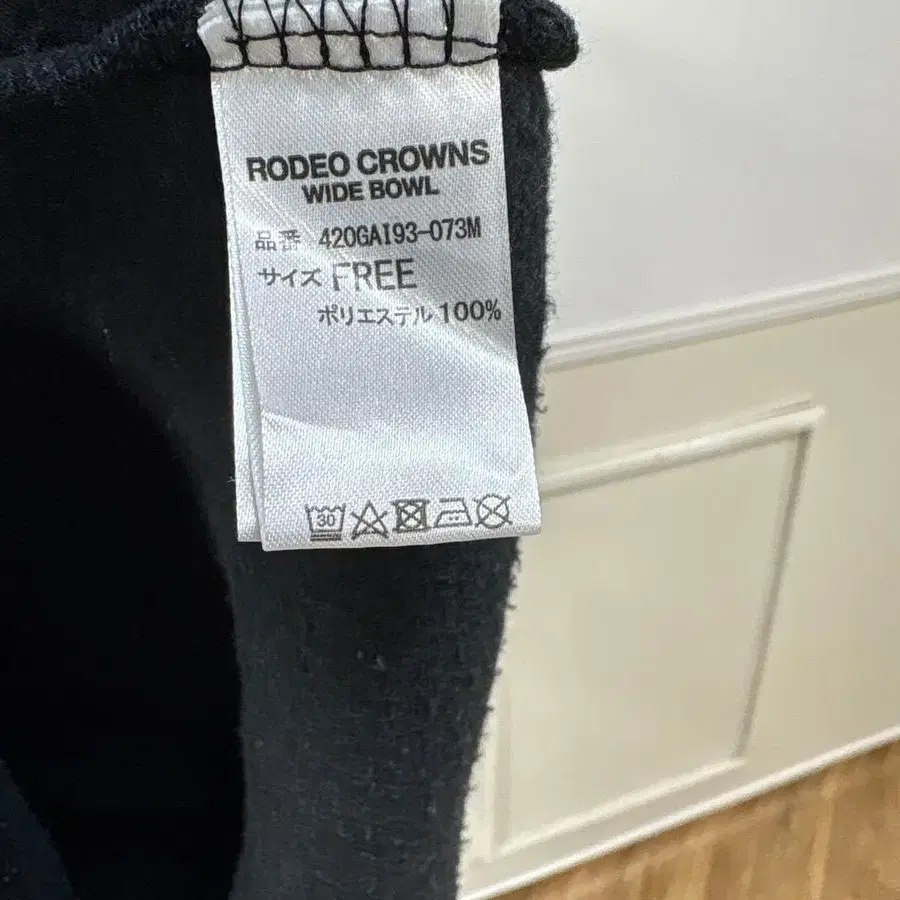 RODEO CROWNS
WIDE BOWL
品番 420GAI93-073M
サイズ FREE
ポリエステル 100%
30